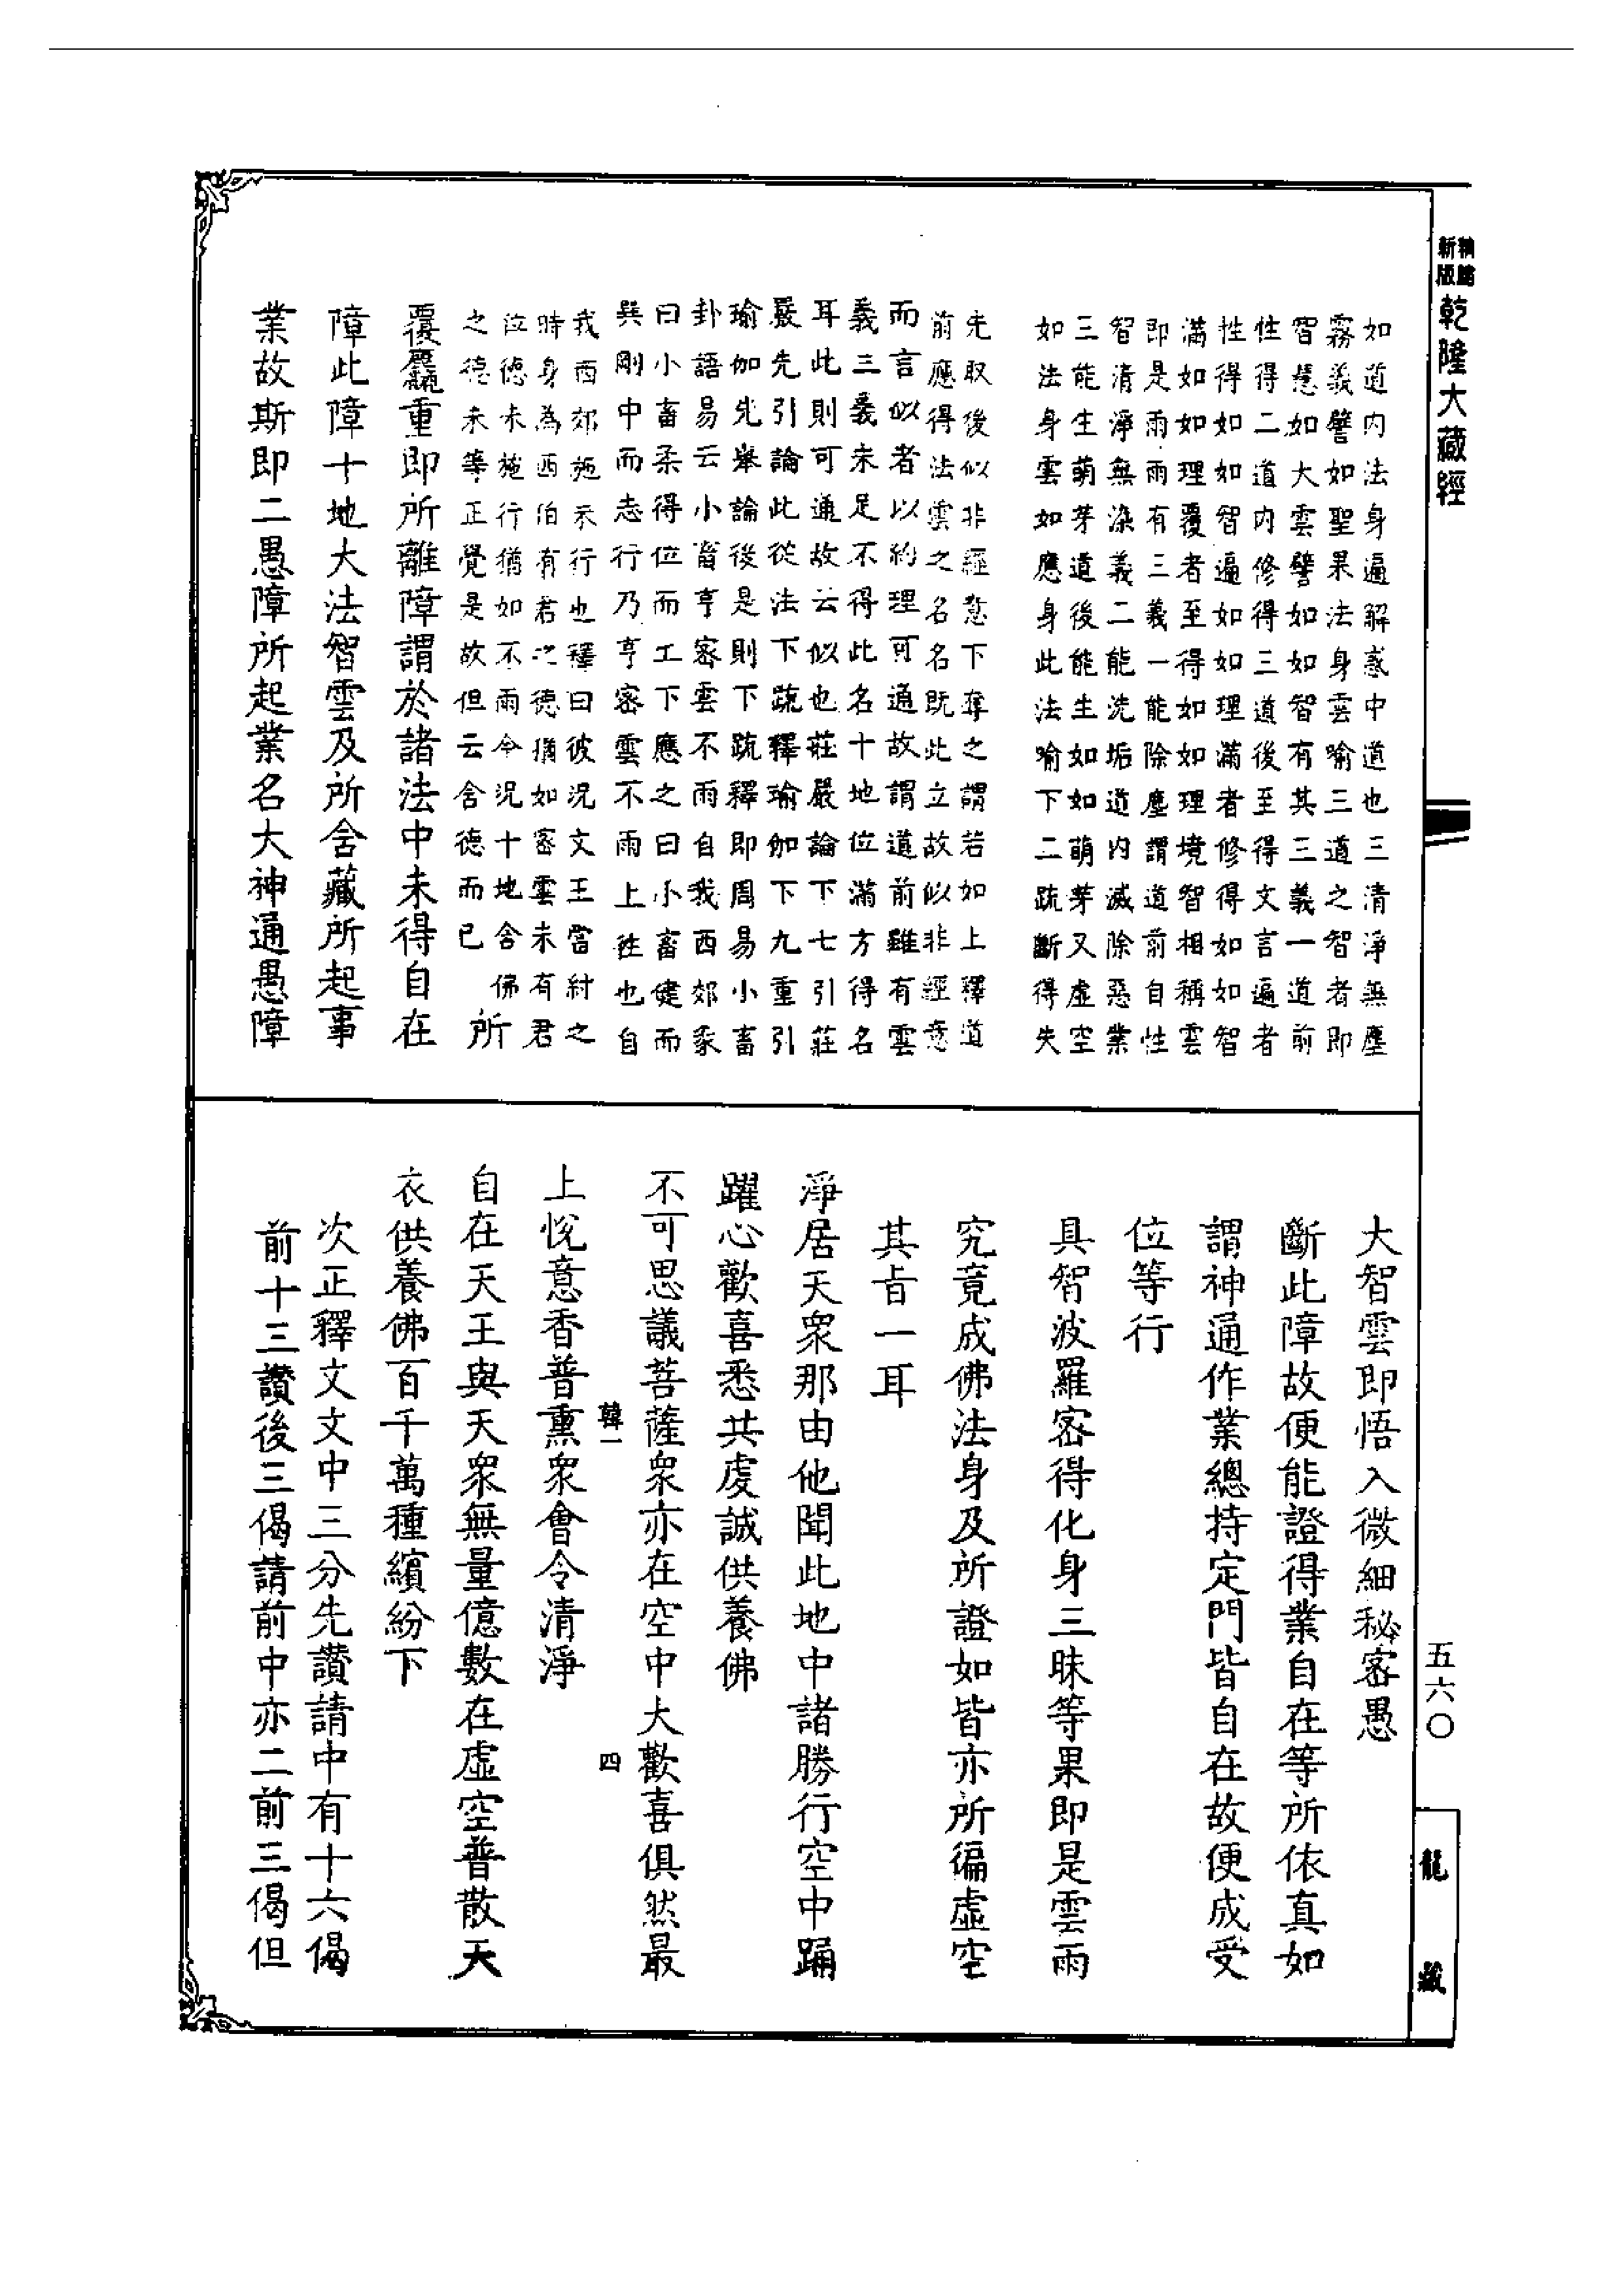 精縮
新版
乾隆大藏經
如道内法身遍解惑中道也三清淨無塵
霧義譬如聖果法身雲喻三道之智者即
智慧如大雲譬如如智有其三義一道前
性得二道内修得三道後至得文言遍者
性得如如智遍如如理滿者修得如如智
滿如如理覆者至得如如理境智相稱雲
即是雨雨有三義一能除塵謂道前自性
智清淨無染義二能洗垢道内滅除惡業
三能生萌芽道後能生如如萌芽又虛空
如法身雲如應身此法喻下二疏斷得失
先取後似非經意下奪之謂若如上釋道
前應得法雲之名名既此立故似非經意
而言似者以約理可通故謂道前雖有雲
義三義未足不得此名十地位滿方得名
耳此則可通故云似也莊嚴論下七引莊
嚴先引論此從法下疏釋瑜伽下九重引
瑜伽先舉論後是則下疏釋即周易小畜
卦語易云小畜亨密雲不雨自我西郊彖
曰小畜柔得位而上下應之曰小畜健而
巽剛中而志行乃亨密雲不雨上往也自
我西郊施未行也釋曰彼況文王當紂之
時身為西伯有君之德猶如密雲未有君
位德未施行猶如不雨今況十地含佛
之德未等正覺是故但云含德而已
所
覆麤重即所離障謂於諸法中未得自在
障此障十地大法智雲及所含藏所起事
業故斯即二愚障所起業名大神通愚障
大智雲即悟入微細秘密愚
斷此障故便能證得業自在等所依真如
謂神通作業總持定門皆自在故便成受
位等行
具智波羅密得化身三昧等果即是雲雨
究竟成佛法身及所證如皆亦所徧虛空
其旨一耳
淨居天眾那由他聞此地中諸勝行空中踊
躍心歡喜悉共虔誠供養佛
不可思議菩薩眾亦在空中大歡喜俱然最
韓一
四
上悅意香普熏眾會令清淨
自在天王與天眾無量億數在虛空普散天
衣供養佛百千萬種繽紛下
次正釋文文中三分先讚請中有十六偈
前十三讚後三偈請前中亦二前三偈但
五六〇
龍藏